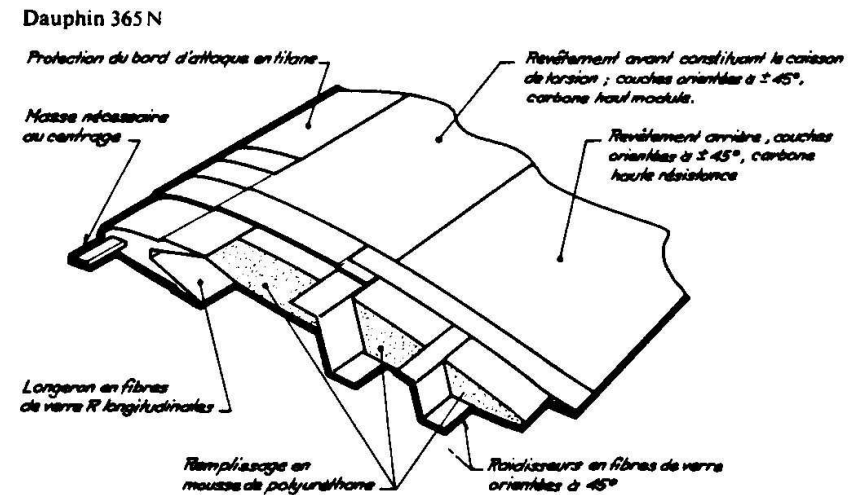 Dauphin 365 N
Protection du bord d'attaque en titane
Revêtement avant constituant le caisson
de torsion ; couches orientées à ± 45°,
carbone haut module.
Masse nécessaire
au centrage
Revêtement arrière, couches
orientées à ± 45°, carbone
haute résistance
Longeron en fibres
de verre R longitudinales
Remplissage en
mousse de polyuréthane
Raidisseurs en fibres de verre
orientées à 45°